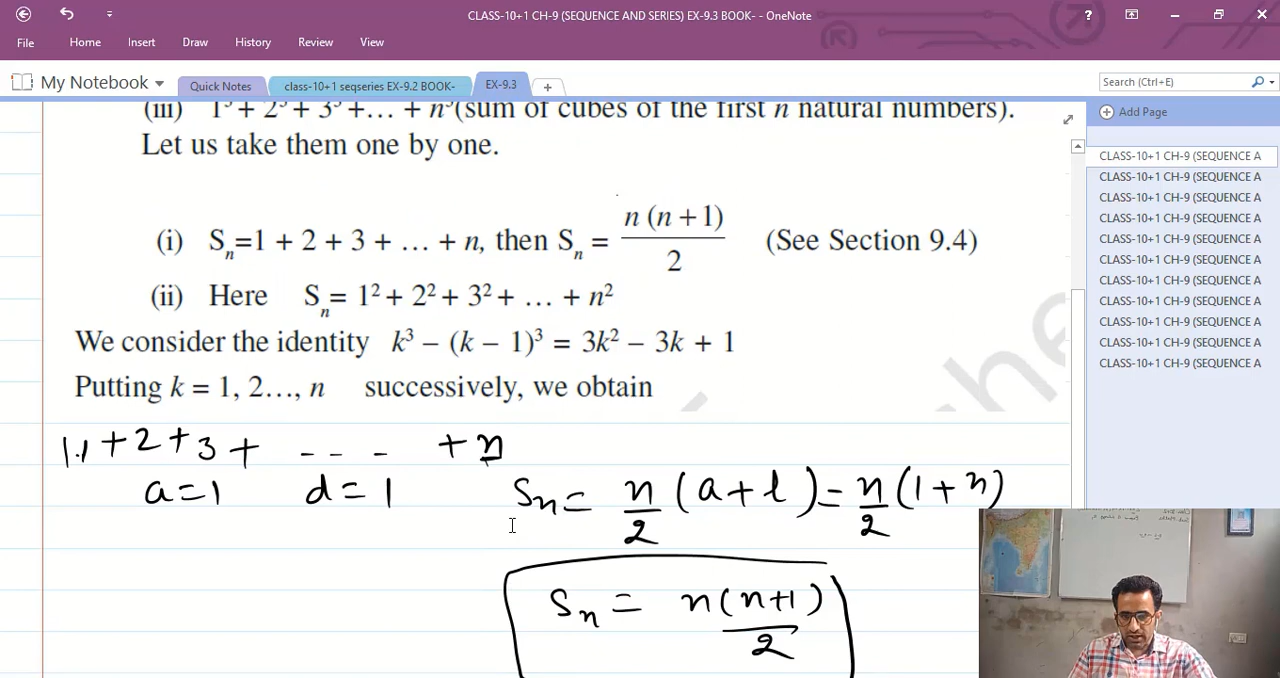 CLASS-10+1 CH-9 (SEQUENCE AND SERIES) EX-9.3 BOOK- - OneNote
File Home Insert Draw History Review View
My Notebook Quick Notes class-10+1 seqseries EX-9.2 BOOK- EX-9.3 Search (Ctrl+E)
Add Page
CLASS-10+1 CH-9 (SEQUENCE A
CLASS-10+1 CH-9 (SEQUENCE A
CLASS-10+1 CH-9 (SEQUENCE A
CLASS-10+1 CH-9 (SEQUENCE A
CLASS-10+1 CH-9 (SEQUENCE A
CLASS-10+1 CH-9 (SEQUENCE A
CLASS-10+1 CH-9 (SEQUENCE A
CLASS-10+1 CH-9 (SEQUENCE A
CLASS-10+1 CH-9 (SEQUENCE A
CLASS-10+1 CH-9 (SEQUENCE A
CLASS-10+1 CH-9 (SEQUENCE A
(iii) 1³ + 2³ + 3³ +… + n³(sum of cubes of the first n natural numbers).
Let us take them one by one.
(i) Sₙ=1 + 2 + 3 + … + n, then Sₙ = n (n + 1)/2 (See Section 9.4)
(ii) Here Sₙ= 1² + 2² + 3² + … + n²
We consider the identity k³ – (k – 1)³ = 3k² – 3k + 1
Putting k = 1, 2…, n successively, we obtain
1+2+3+ - - - +n
a=1 d=1 Sₙ= n/2 (a+l)= n/2 (1+n)
Sₙ = n(n+1)/2